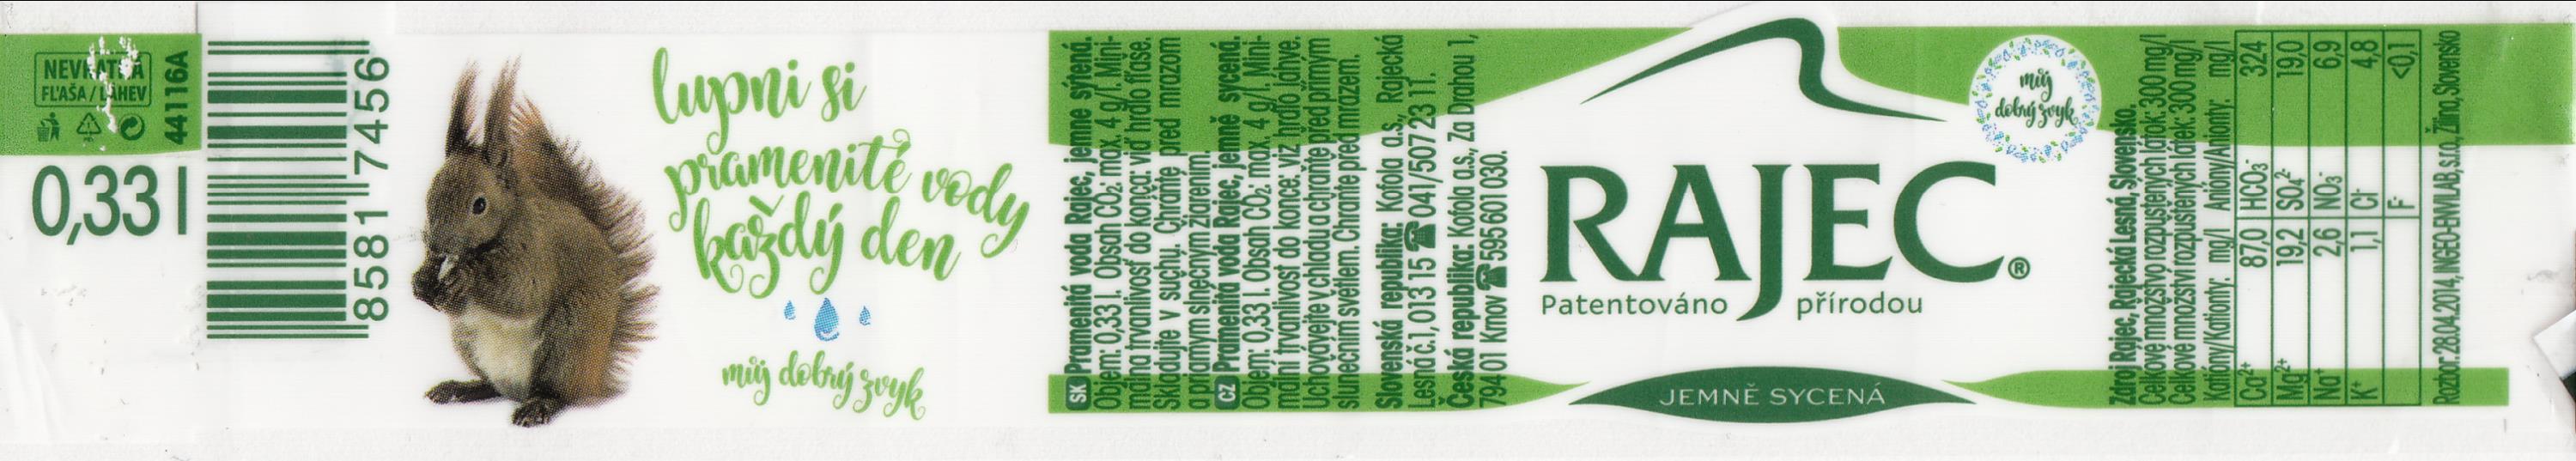 NEVRATNÁ
FĽAŠA / LÁHEV
44116A
0,33 l
8581 7456
lupni si
pramenité vody
každý den
můj dobrý zvyk
SK Pramenitá voda Rajec, jemne sýtená.
Objem: 0,33 l. Obsah CO₂: max. 4 g/l. Mini-
málna trvanlivosť do konca: viď hrdlo fľaše.
Skladujte v suchu. Chráňte pred mrazom
a priamym slnečným žiarením.
CZ Pramenitá voda Rajec, jemně sycená.
Objem: 0,33 l. Obsah CO₂: max 4 g/l. Mini-
mální trvanlivost do konce: viz hrdlo láhve.
Uchovávejte v chladu a chraňte před přímým
slunečním světlem. Chraňte před mrazem.
Slovenská republika: Kofola a.s., Rajecká
Lesná č.1, 013 15 ☎ 041/507 23 11.
Česká republika: Kofola a.s., Za Drahou 1,
794 01 Krnov ☎ 595 601 030.
RAJEC®
Patentováno přírodou
JEMNĚ SYCENÁ
můj
dobrý zvyk
Zdroj Rajec, Rajecká Lesná, Slovensko.
Celkové množstvo rozpustených látok: 300 mg/l
Celkové množství rozpuštěných látek: 300 mg/l
Katióny/Kationty: mg/l Anióny/Anionty: mg/l
Ca²⁺ 87,0 HCO₃⁻ 324
Mg²⁺ 19,2 SO₄²⁻ 19,0
Na⁺ 2,6 NO₃⁻ 6,9
K⁺ 1,1 Cl⁻ 4,8
F⁻ <0,1
Rozbor: 28.04.2014, INGEO-ENVILAB, s.r.o., Žilina, Slovensko